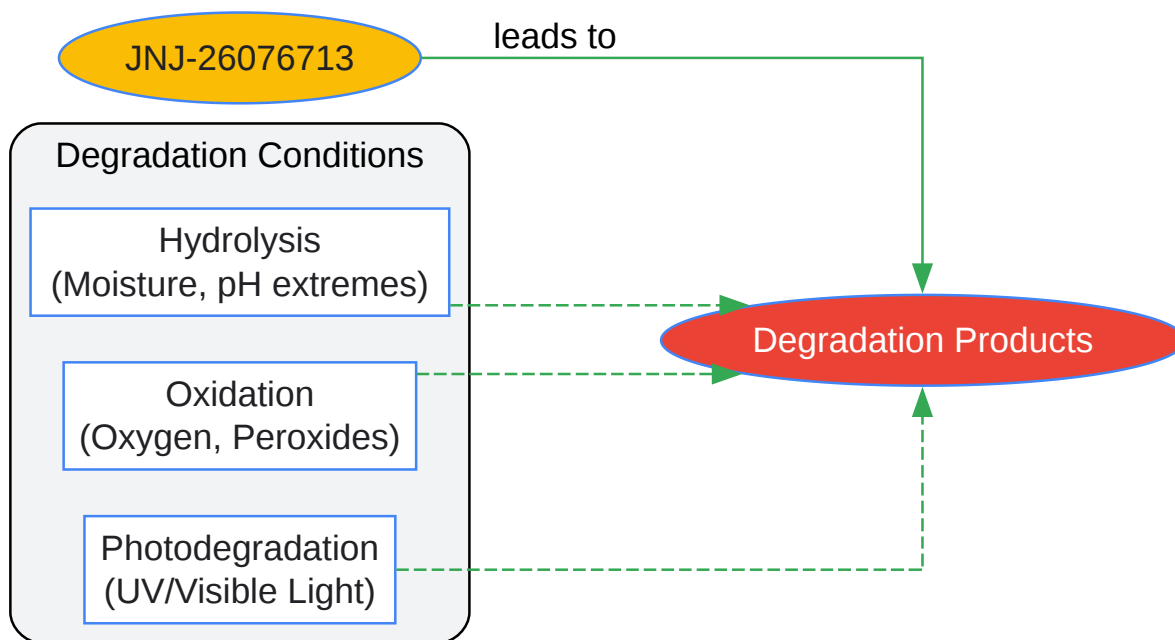 JNJ-26076713
leads to
Degradation Conditions
Hydrolysis
(Moisture, pH extremes)
Oxidation
(Oxygen, Peroxides)
Photodegradation
(UV/Visible Light)
Degradation Products